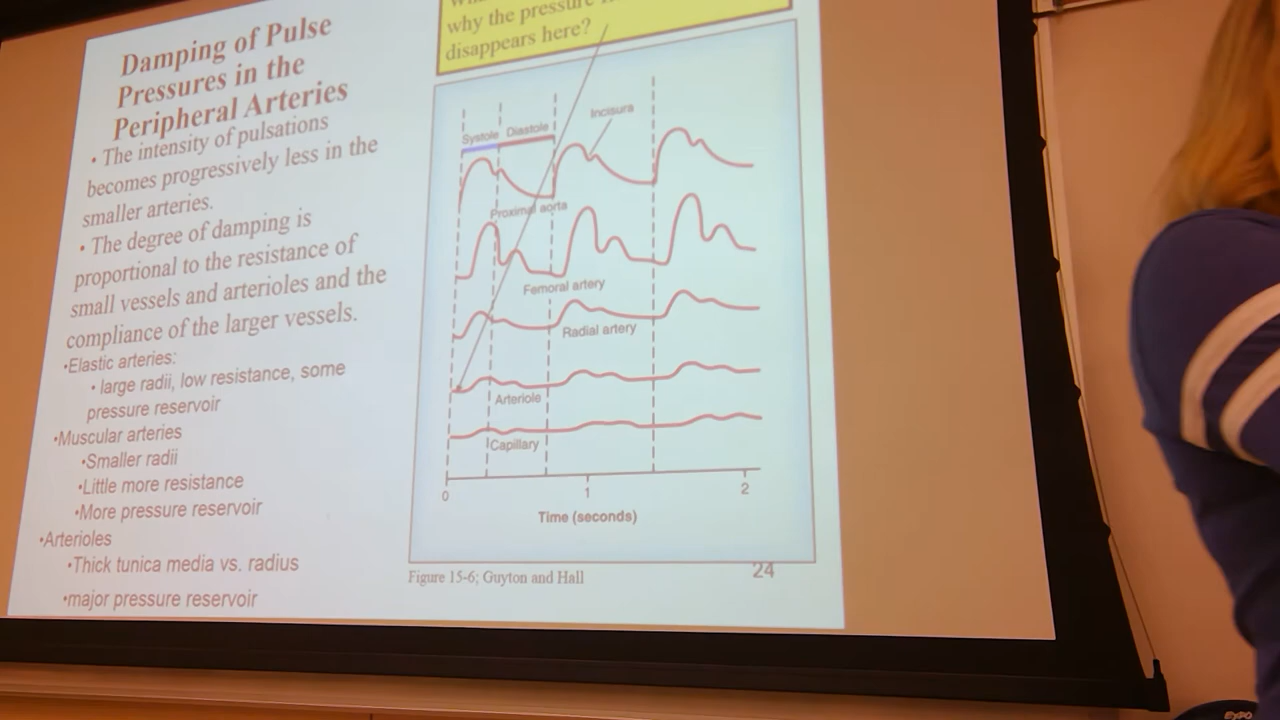 Damping of Pulse
Pressures in the
Peripheral Arteries
• The intensity of pulsations
becomes progressively less in the
smaller arteries.
• The degree of damping is
proportional to the resistance of
small vessels and arterioles and the
compliance of the larger vessels.
•Elastic arteries:
• large radii, low resistance, some
pressure reservoir
•Muscular arteries
•Smaller radii
•Little more resistance
•More pressure reservoir
•Arterioles
•Thick tunica media vs. radius
•major pressure reservoir
why the pressure
disappears here?
Systole Diastole
Incisura
Proximal aorta
Femoral artery
Radial artery
Arteriole
Capillary
0 1 2
Time (seconds)
Figure 15-6; Guyton and Hall
24